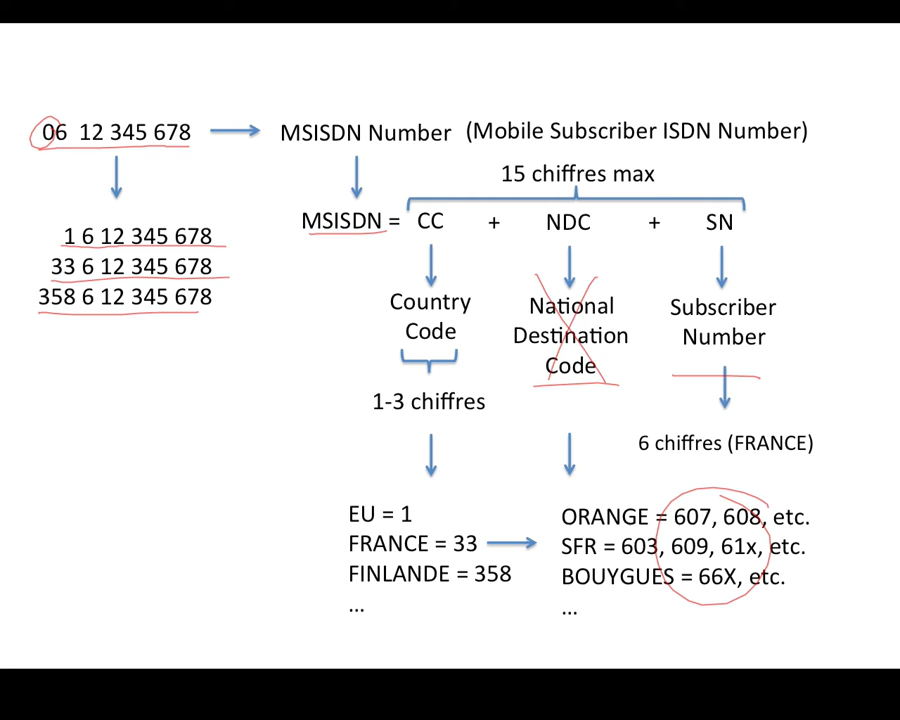 06 12 345 678
MSISDN Number (Mobile Subscriber ISDN Number)
15 chiffres max
MSISDN = CC + NDC + SN
1 6 12 345 678
33 6 12 345 678
358 6 12 345 678
Country
Code
National
Destination
Code
Subscriber
Number
1-3 chiffres
6 chiffres (FRANCE)
EU = 1
FRANCE = 33
FINLANDE = 358
...
ORANGE = 607, 608, etc.
SFR = 603, 609, 61x, etc.
BOUYGUES = 66X, etc.
...